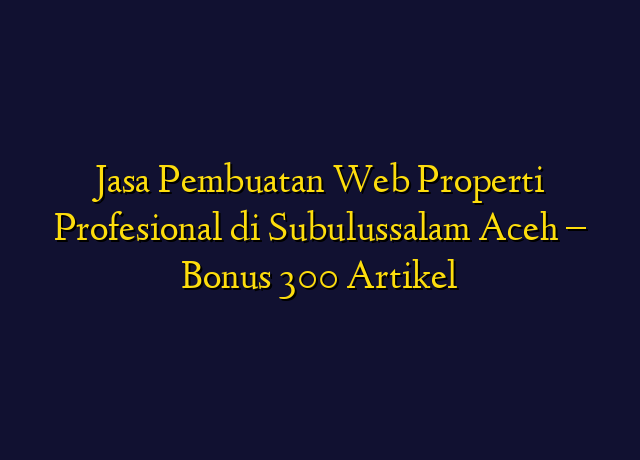 Jasa Pembuatan Web Properti
Profesional di Subulussalam Aceh –
Bonus 300 Artikel